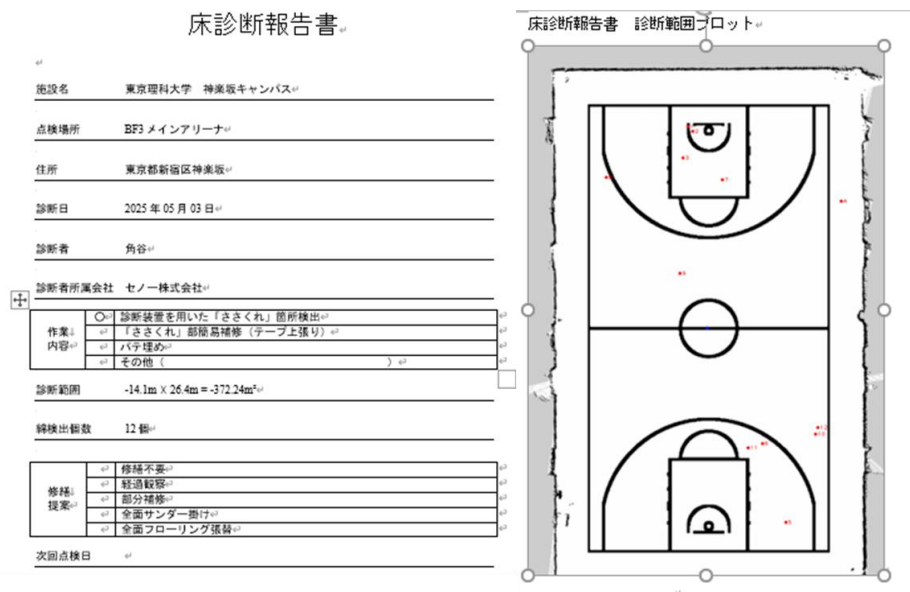 床診断報告書
施設名 東京理科大学 神楽坂キャンパス
点検場所 BF3 メインアリーナ
住所 東京都新宿区神楽坂
診断日 2025 年 05 月 03 日
診断者 角谷
診断者所属会社 セノー株式会社
作業内容
○ 診断装置を用いた「ささくれ」箇所検出
「ささくれ」部簡易補修（テープ上張り）
パテ埋め
その他（ ）
診断範囲 -14.1m X 26.4m = -372.24m²
綿検出個数 12 個
修繕提案
修繕不要
経過観察
部分補修
全面サンダー掛け
全面フローリング張替
次回点検日
床診断報告書 診断範囲プロット